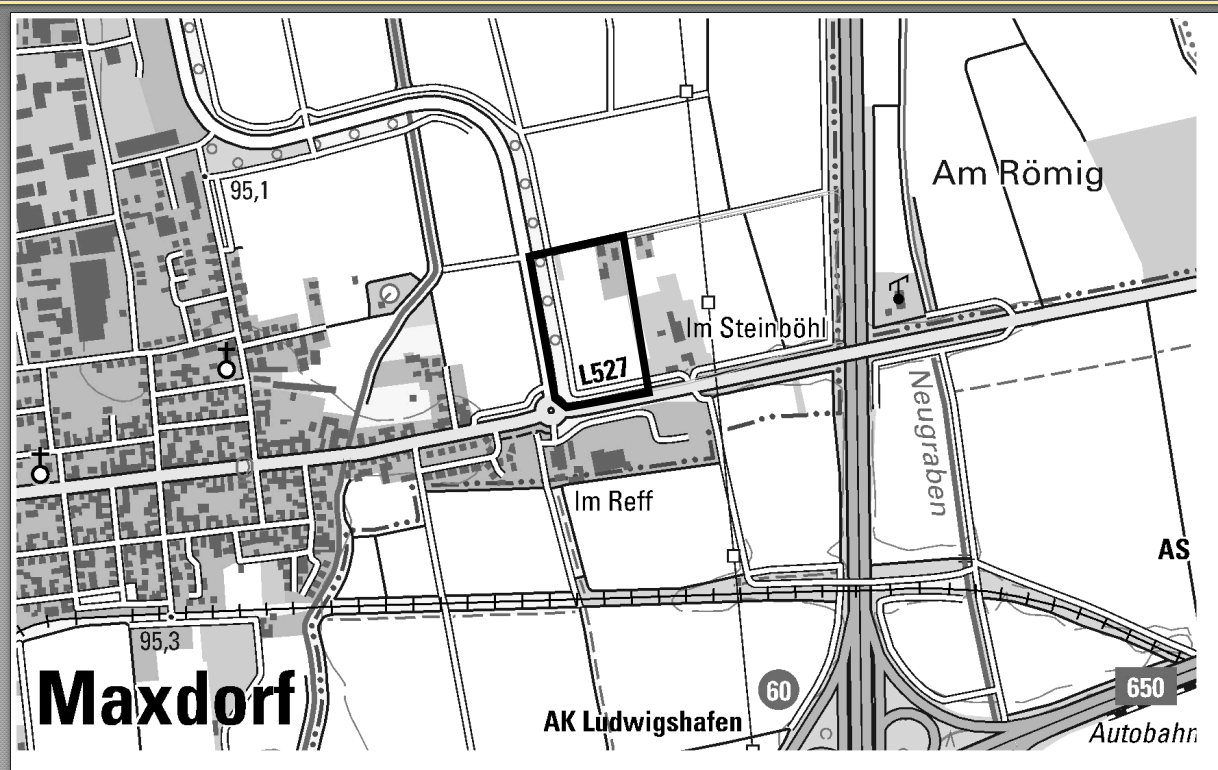 Am Römig
95,1
Im Steinböhl
L527
Neugraben
Im Reff
AS
95,3
Maxdorf
60
650
AK Ludwigshafen
Autobahn